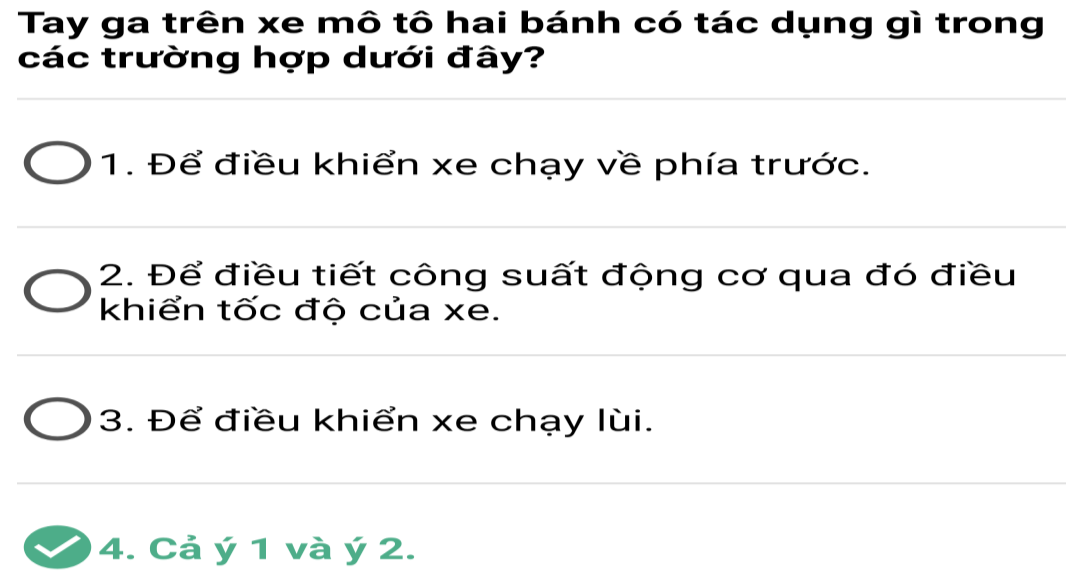 Tay ga trên xe mô tô hai bánh có tác dụng gì trong
các trường hợp dưới đây?
1. Để điều khiển xe chạy về phía trước.
2. Để điều tiết công suất động cơ qua đó điều
khiển tốc độ của xe.
3. Để điều khiển xe chạy lùi.
4. Cả ý 1 và ý 2.